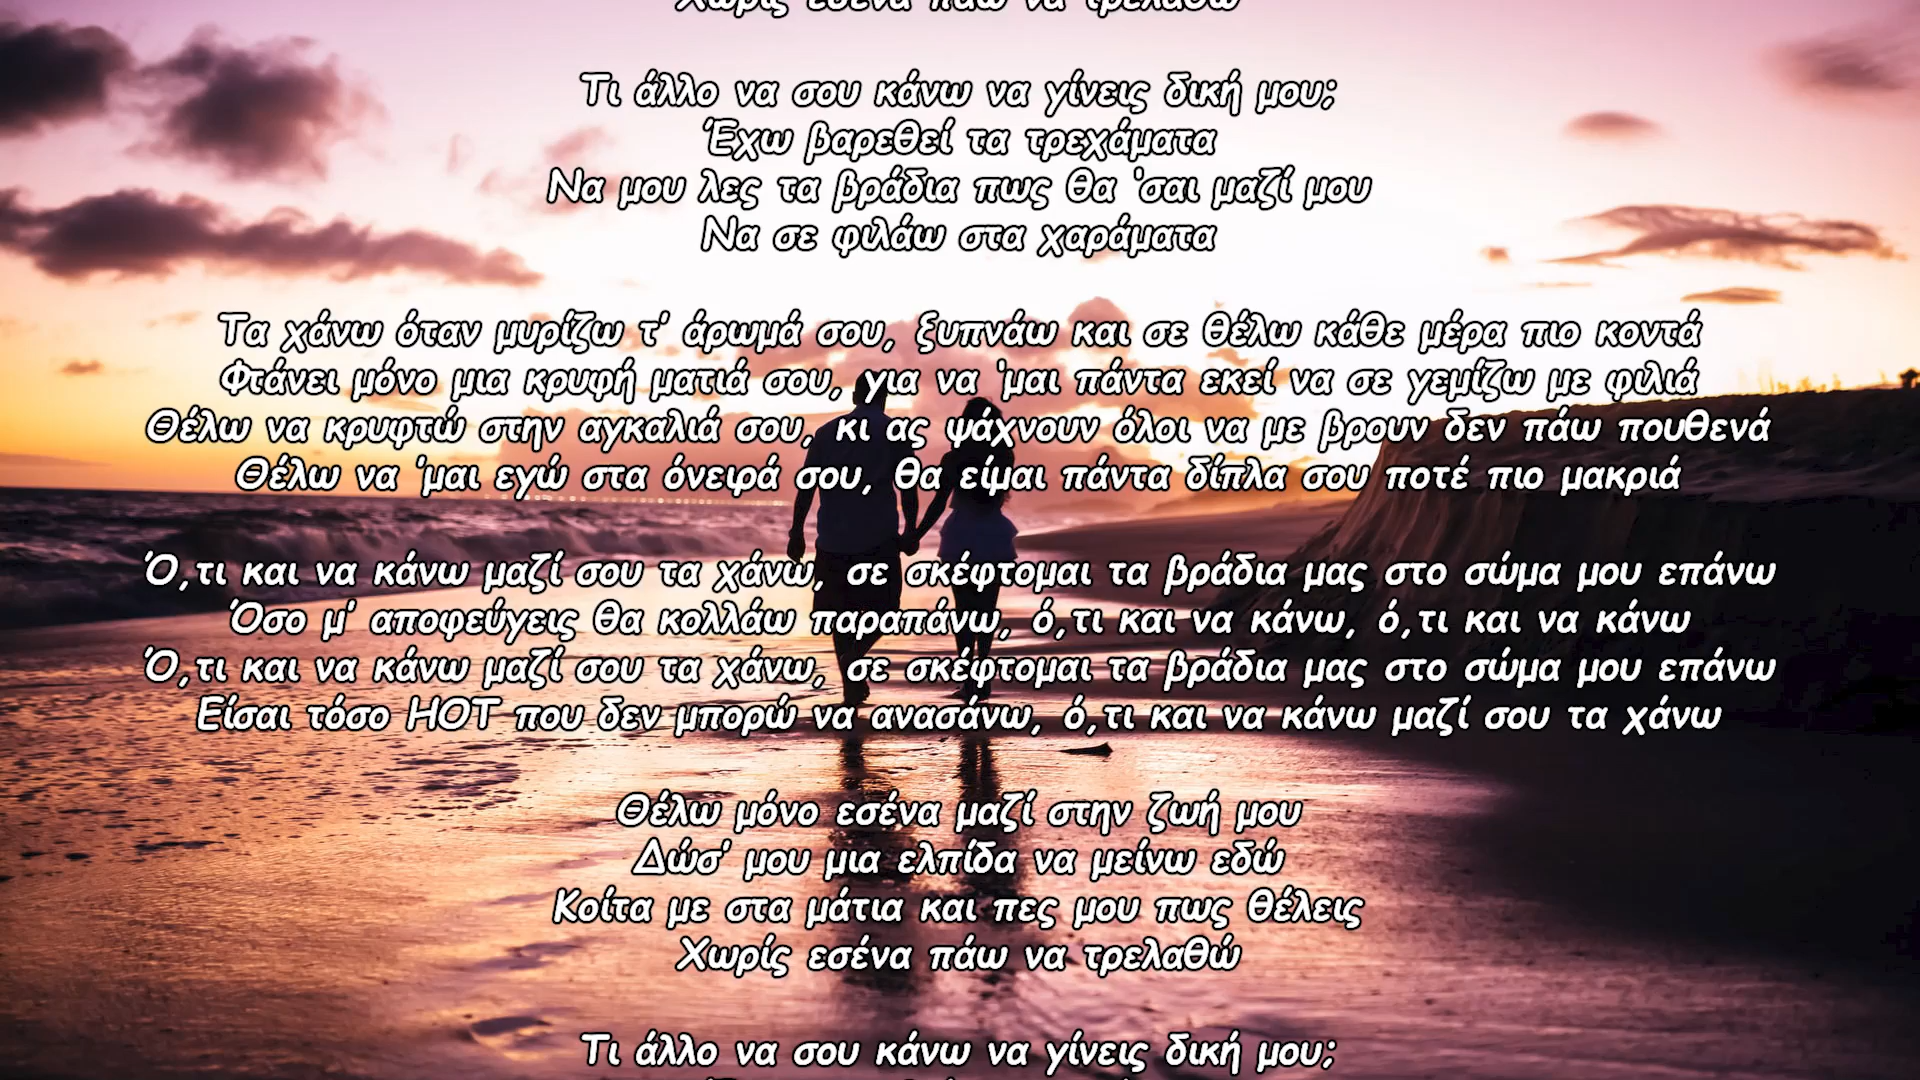 Χωρίς εσένα πάω να τρελαθώ
Τι άλλο να σου κάνω να γίνεις δική μου;
Έχω βαρεθεί τα τρεχάματα
Να μου λες τα βράδια πως θα 'σαι μαζί μου
Να σε φιλάω στα χαράματα
Τα χάνω όταν μυρίζω τ' άρωμά σου, ξυπνάω και σε θέλω κάθε μέρα πιο κοντά
Φτάνει μόνο μια κρυφή ματιά σου, για να 'μαι πάντα εκεί να σε γεμίζω με φιλιά
Θέλω να κρυφτώ στην αγκαλιά σου, κι ας ψάχνουν όλοι να με βρουν δεν πάω πουθενά
Θέλω να 'μαι εγώ στα όνειρά σου, θα είμαι πάντα δίπλα σου ποτέ πιο μακριά
Ό,τι και να κάνω μαζί σου τα χάνω, σε σκέφτομαι τα βράδια μας στο σώμα μου επάνω
Όσο μ' αποφεύγεις θα κολλάω παραπάνω, ό,τι και να κάνω, ό,τι και να κάνω
Ό,τι και να κάνω μαζί σου τα χάνω, σε σκέφτομαι τα βράδια μας στο σώμα μου επάνω
Είσαι τόσο HOT που δεν μπορώ να ανασάνω, ό,τι και να κάνω μαζί σου τα χάνω
Θέλω μόνο εσένα μαζί στην ζωή μου
Δώσ' μου μια ελπίδα να μείνω εδώ
Κοίτα με στα μάτια και πες μου πως θέλεις
Χωρίς εσένα πάω να τρελαθώ
Τι άλλο να σου κάνω να γίνεις δική μου;